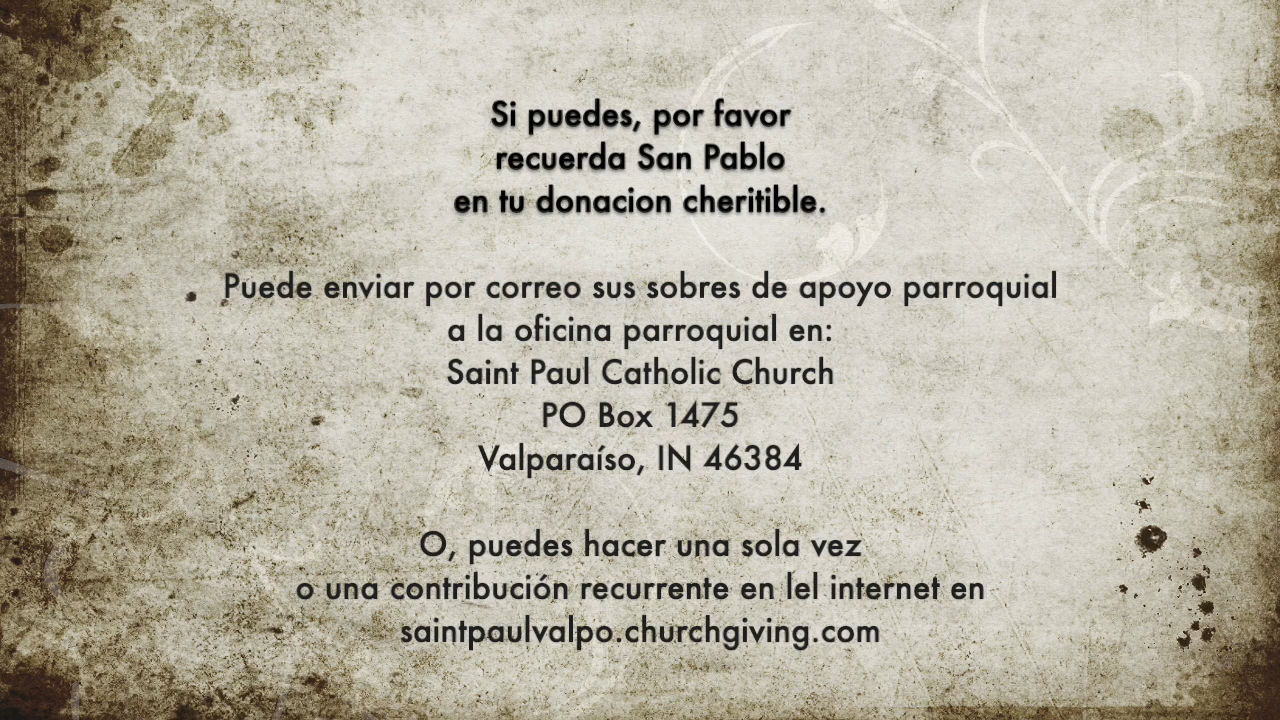 Si puedes, por favor
recuerda San Pablo
en tu donacion cheritible.
Puede enviar por correo sus sobres de apoyo parroquial
a la oficina parroquial en:
Saint Paul Catholic Church
PO Box 1475
Valparaíso, IN 46384
O, puedes hacer una sola vez
o una contribución recurrente en lel internet en
saintpaulvalpo.churchgiving.com